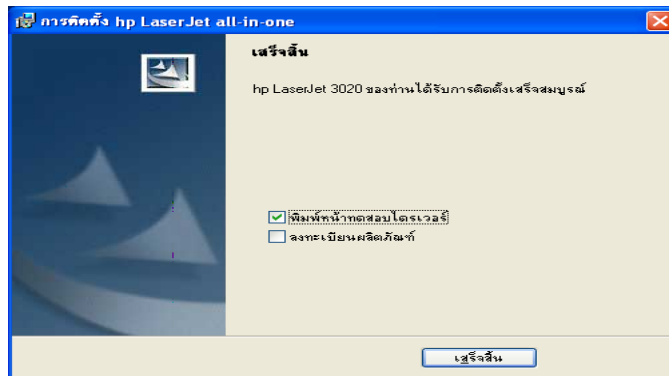 การติดตั้ง hp LaserJet all-in-one
เสร็จสิ้น
hp LaserJet 3020 ของท่านได้รับการติดตั้งเสร็จสมบูรณ์
พิมพ์หน้าทดสอบไดรเวอร์
ลงทะเบียนผลิตภัณฑ์
เสร็จสิ้น